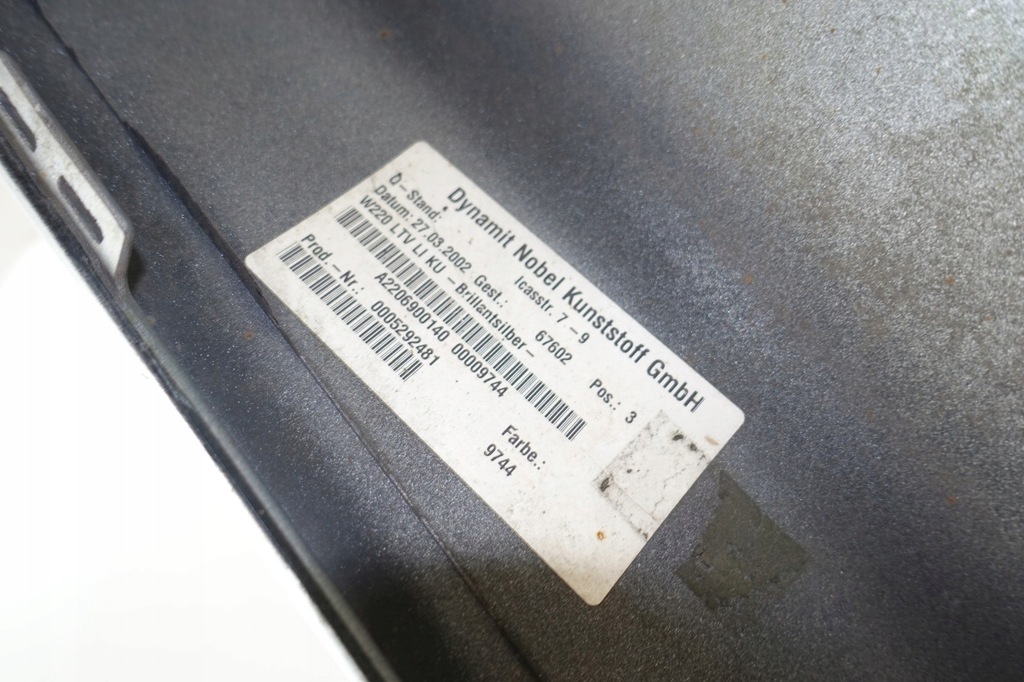 Dynamit Nobel Kunststoff GmbH
Icasstr. 7 - 9
Ö - Stand:
Datum: 27.03.2002 Gest.: 67602 Pos.: 3
W220 LTV LI KU - Brillantsilber -
A2206900140 00009744
Prod.-Nr.: 0005292481 Farbe.:
9744